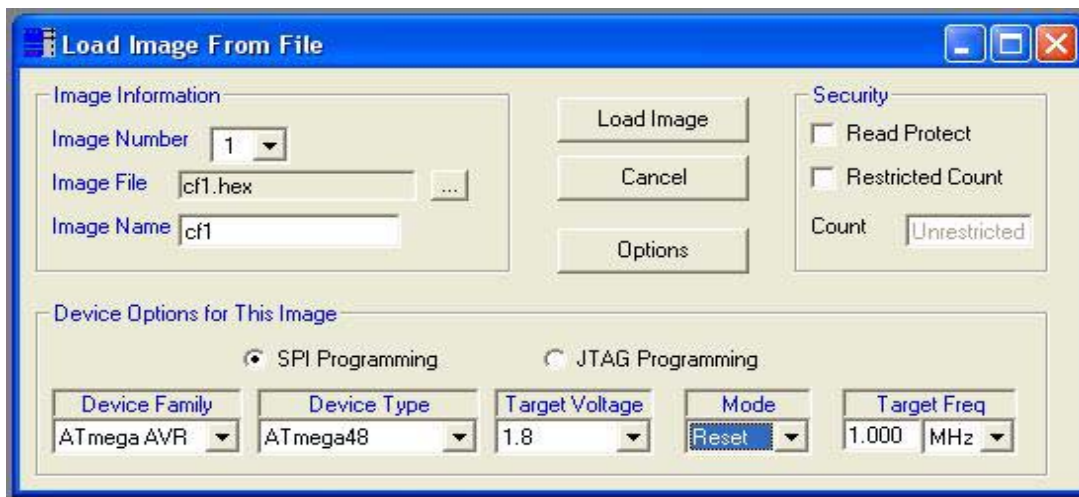 Load Image From File
Image Information
Image Number 1
Image File cf1.hex ...
Image Name cf1
Load Image
Cancel
Options
Security
Read Protect
Restricted Count
Count Unrestricted
Device Options for This Image
SPI Programming JTAG Programming
Device Family Device Type Target Voltage Mode Target Freq
ATmega AVR ATmega48 1.8 Reset 1.000 MHz